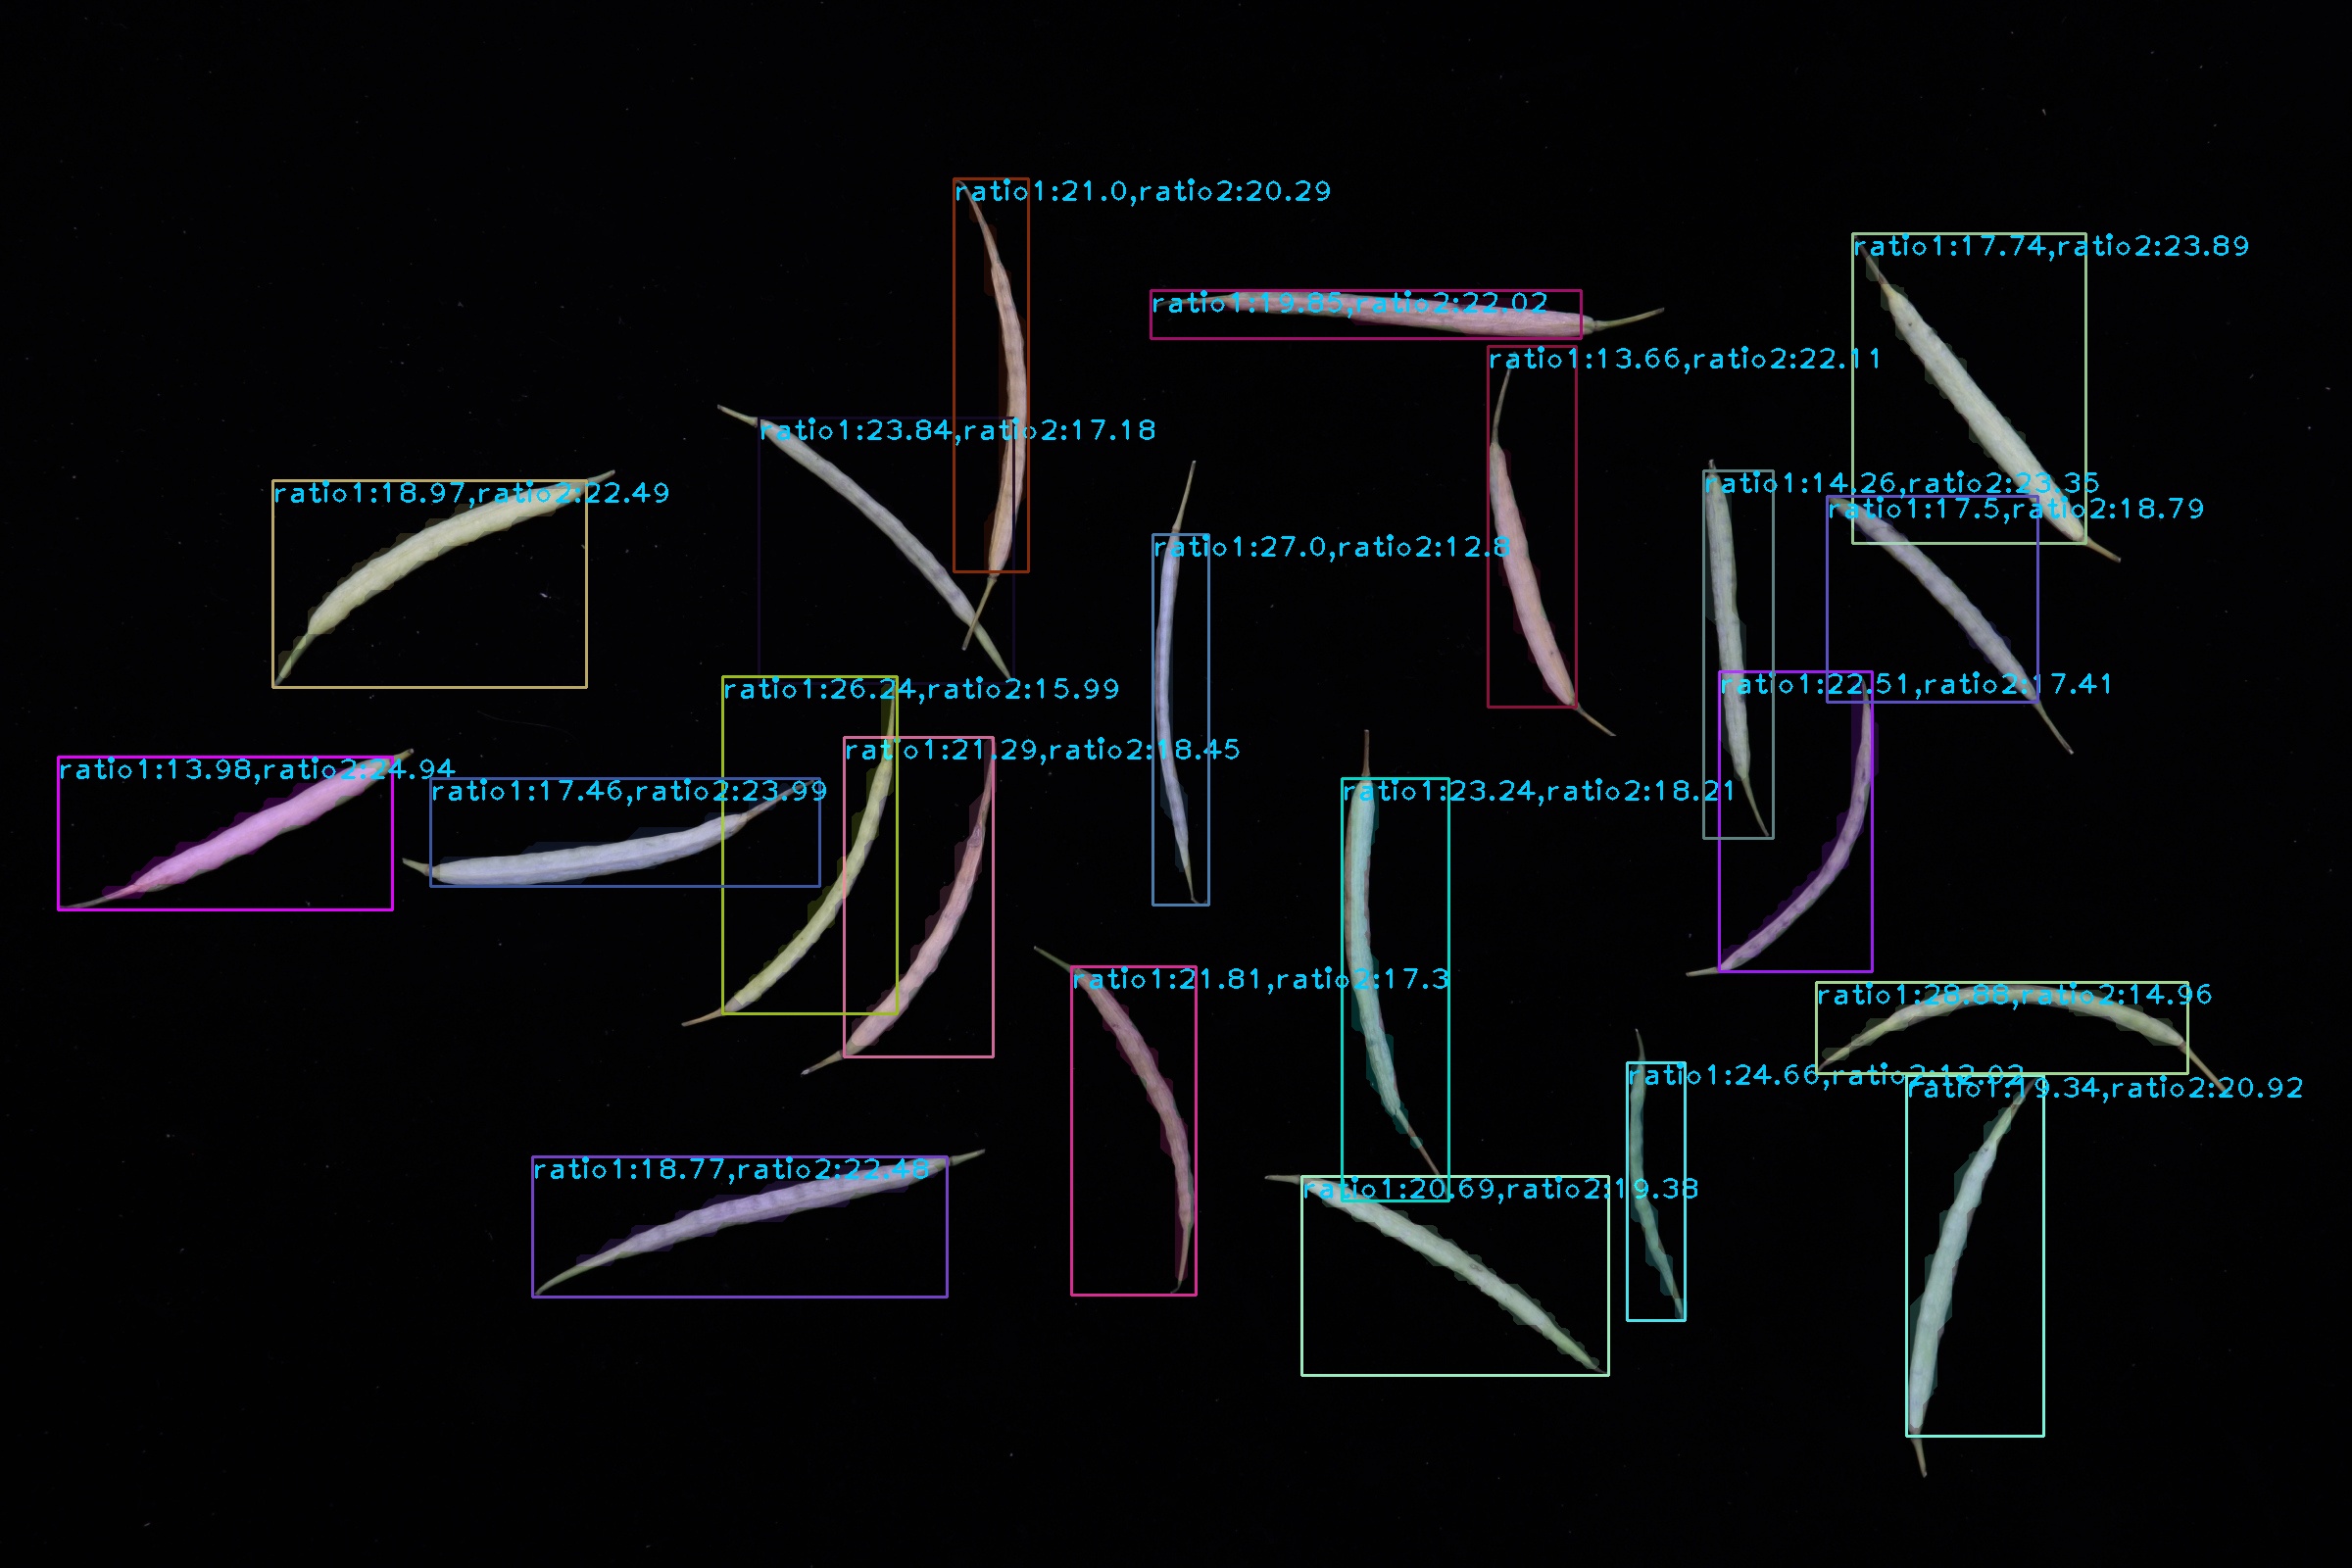 ratio1:21.0,ratio2:20.29
ratio1:17.74,ratio2:23.89
ratio1:19.85,ratio2:22.02
ratio1:13.66,ratio2:22.11
ratio1:23.84,ratio2:17.18
ratio1:14.26,ratio2:23.35
ratio1:18.97,ratio2:22.49
ratio1:17.5,ratio2:18.79
ratio1:27.0,ratio2:12.8
ratio1:22.51,ratio2:17.41
ratio1:26.24,ratio2:15.99
ratio1:21.29,ratio2:18.45
ratio1:13.98,ratio2:24.94
ratio1:17.46,ratio2:23.99
ratio1:23.24,ratio2:18.21
ratio1:21.81,ratio2:17.3
ratio1:28.88,ratio2:14.96
ratio1:24.66,ratio2:12.02
ratio1:19.34,ratio2:20.92
ratio1:18.77,ratio2:22.48
ratio1:20.69,ratio2:19.38